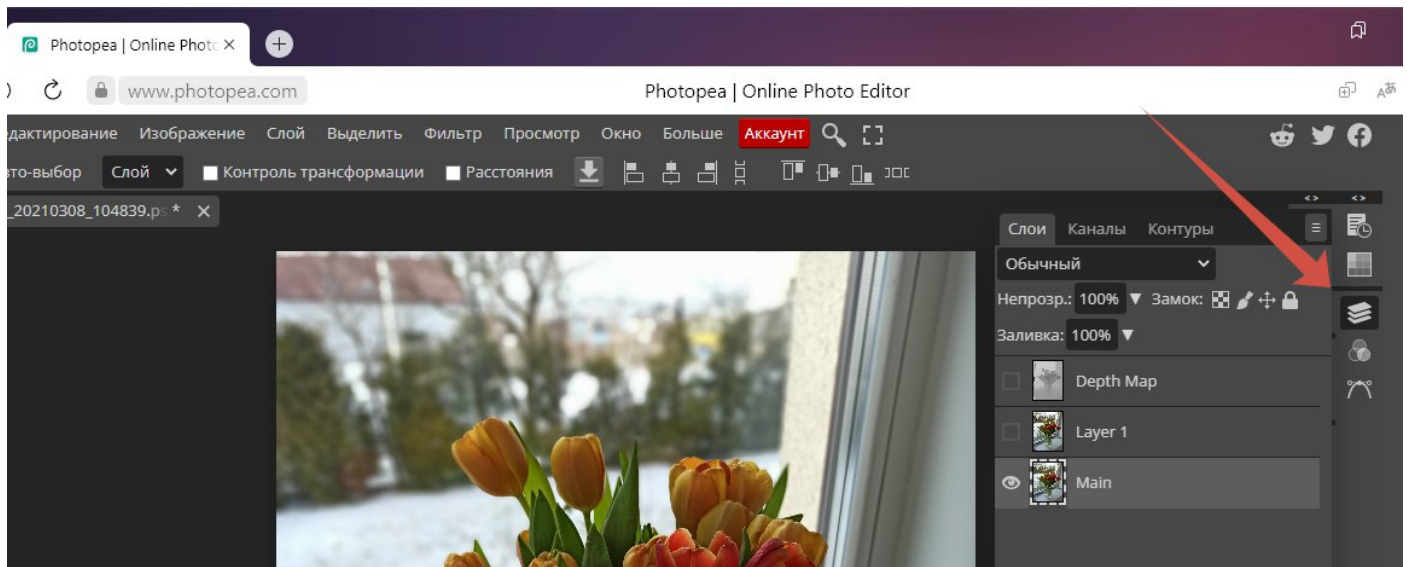 Photopea | Online Photo
www.photopea.com
Photopea | Online Photo Editor
дактирование Изображение Слой Выделить Фильтр Просмотр Окно Больше Аккаунт
то-выбор Слой Контроль трансформации Расстояния
_20210308_104839.ps *
Слои Каналы Контуры
Обычный
Непрозр.: 100% Замок:
Заливка: 100%
Depth Map
Layer 1
Main